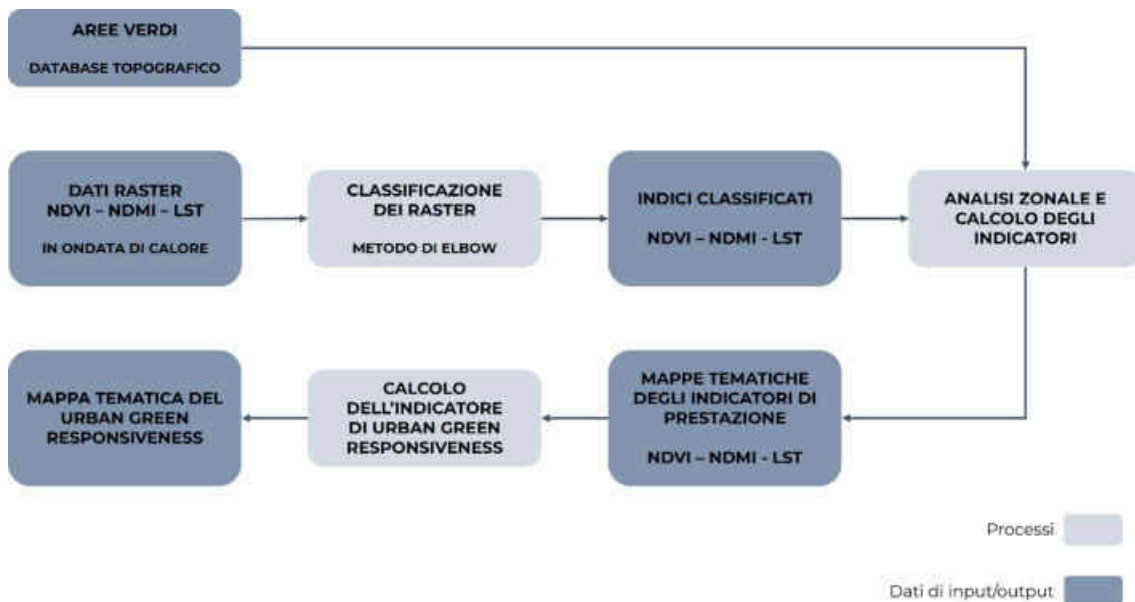 AREE VERDI
DATABASE TOPOGRAFICO
DATI RASTER
NDVI – NDMI – LST
IN ONDATA DI CALORE
CLASSIFICAZIONE
DEI RASTER
METODO DI ELBOW
INDICI CLASSIFICATI
NDVI – NDMI - LST
ANALISI ZONALE E
CALCOLO DEGLI
INDICATORI
MAPPA TEMATICA DEL
URBAN GREEN
RESPONSIVENESS
CALCOLO
DELL'INDICATORE
DI URBAN GREEN
RESPONSIVENESS
MAPPE TEMATICHE
DEGLI INDICATORI DI
PRESTAZIONE
NDVI – NDMI - LST
Processi
Dati di input/output